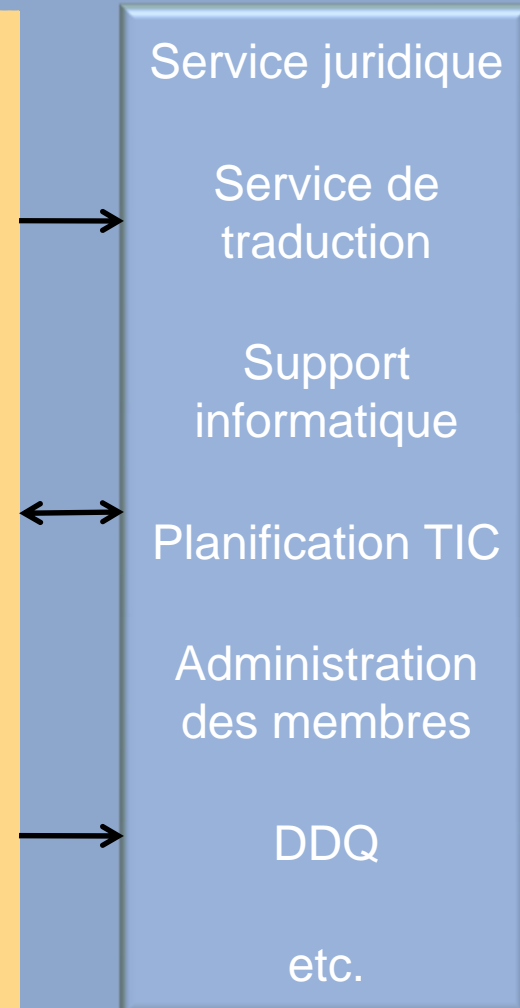 Service juridique
Service de
traduction
Support
informatique
Planification TIC
Administration
des membres
DDQ
etc.